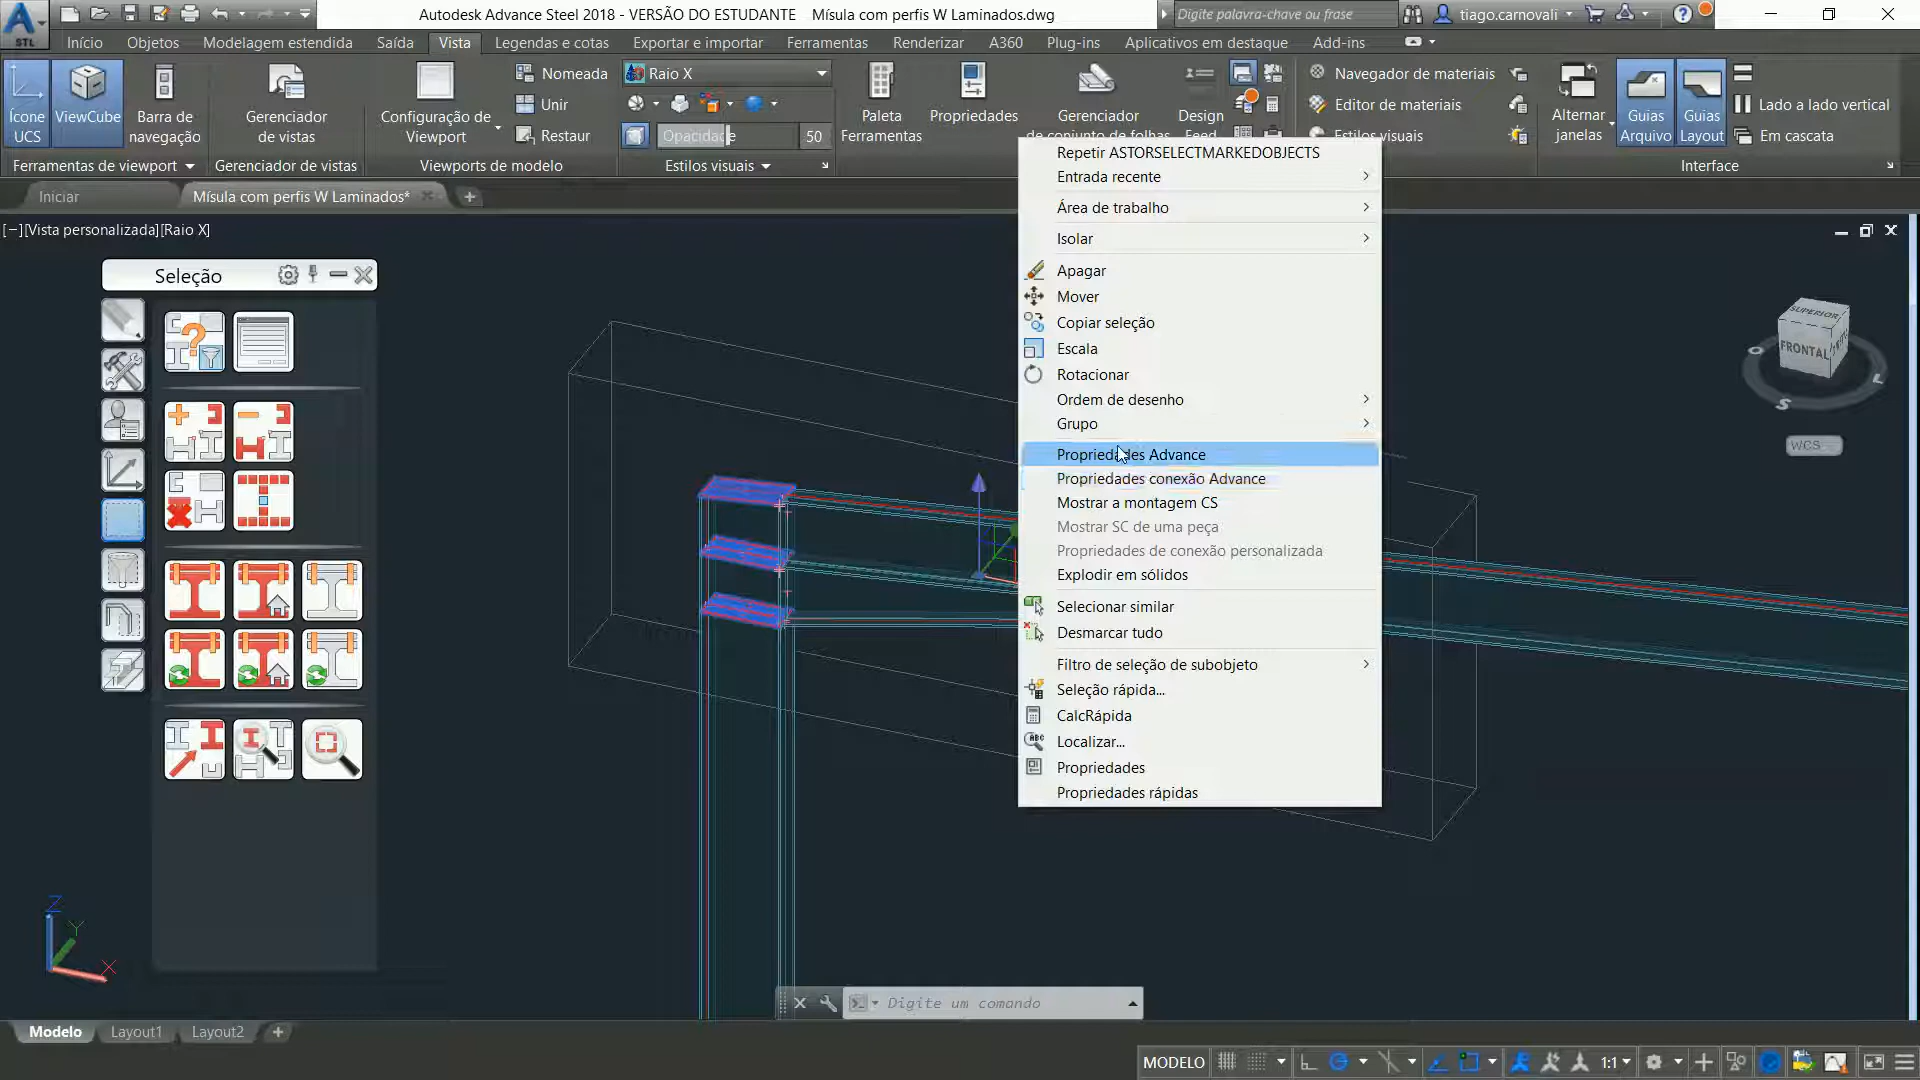 Autodesk Advance Steel 2018 - VERSÃO DO ESTUDANTE Mísula com perfis W Laminados.dwg
Digite palavra-chave ou frase
tiago.carnovali
STL
Início
Objetos
Modelagem estendida
Saída
Vista
Legendas e cotas
Exportar e importar
Ferramentas
Renderizar
A360
Plug-ins
Aplicativos em destaque
Add-ins
Ícone
UCS
ViewCube
Barra de
navegação
Gerenciador
de vistas
Configuração de
Viewport
Nomeada
Unir
Restaur
Raio X
Opacidade
50
Paleta
Ferramentas
Propriedades
Gerenciador
de conjunto de folhas
Design
Feed
Navegador de materiais
Editor de materiais
Estilos visuais
Alternar
janelas
Guias
Arquivo
Guias
Layout
Lado a lado vertical
Em cascata
Ferramentas de viewport
Gerenciador de vistas
Viewports de modelo
Estilos visuais
Interface
Iniciar
Mísula com perfis W Laminados*
[−][Vista personalizada][Raio X]
Seleção
Repetir ASTORSELECTMARKEDOBJECTS
Entrada recente
Área de trabalho
Isolar
Apagar
Mover
Copiar seleção
Escala
Rotacionar
Ordem de desenho
Grupo
Propriedades Advance
Propriedades conexão Advance
Mostrar a montagem CS
Mostrar SC de uma peça
Propriedades de conexão personalizada
Explodir em sólidos
Selecionar similar
Desmarcar tudo
Filtro de seleção de subobjeto
Seleção rápida...
CalcRápida
Localizar...
Propriedades
Propriedades rápidas
SUPERIOR
FRONTAL
O
L
S
WCS
Z
Y
X
Digite um comando
Modelo
Layout1
Layout2
MODELO
1:1